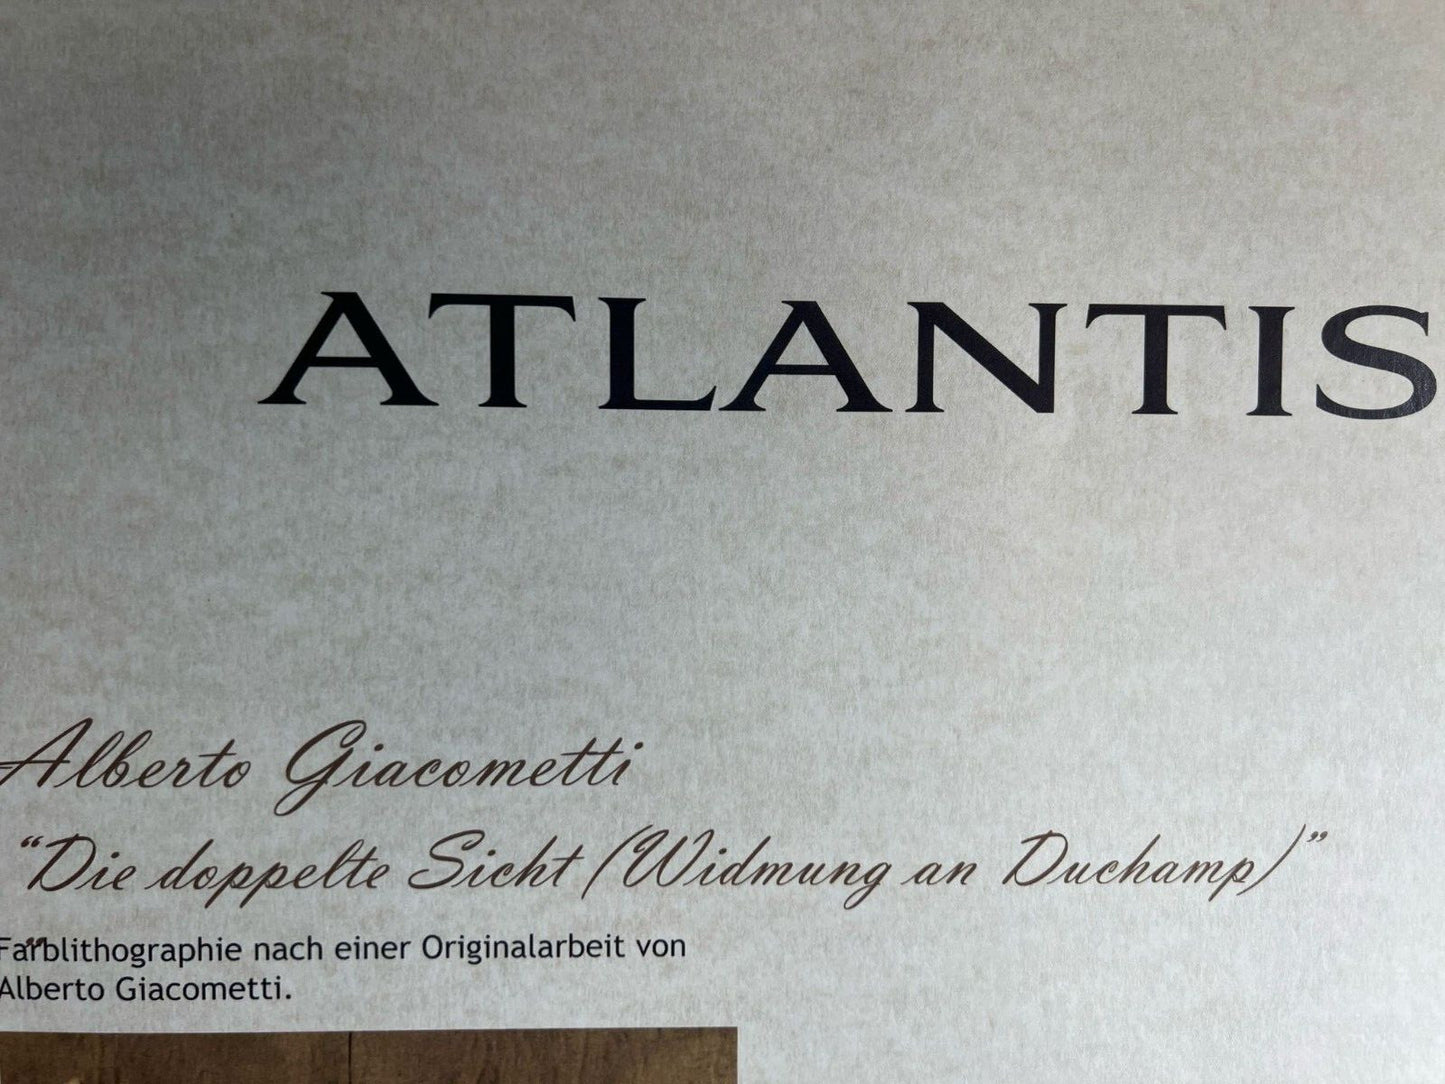 ATLANTIS
Alberto Giacometti
“Die doppelte Sicht (Widmung an Duchamp)”
Farblithographie nach einer Originalarbeit von
Alberto Giacometti.